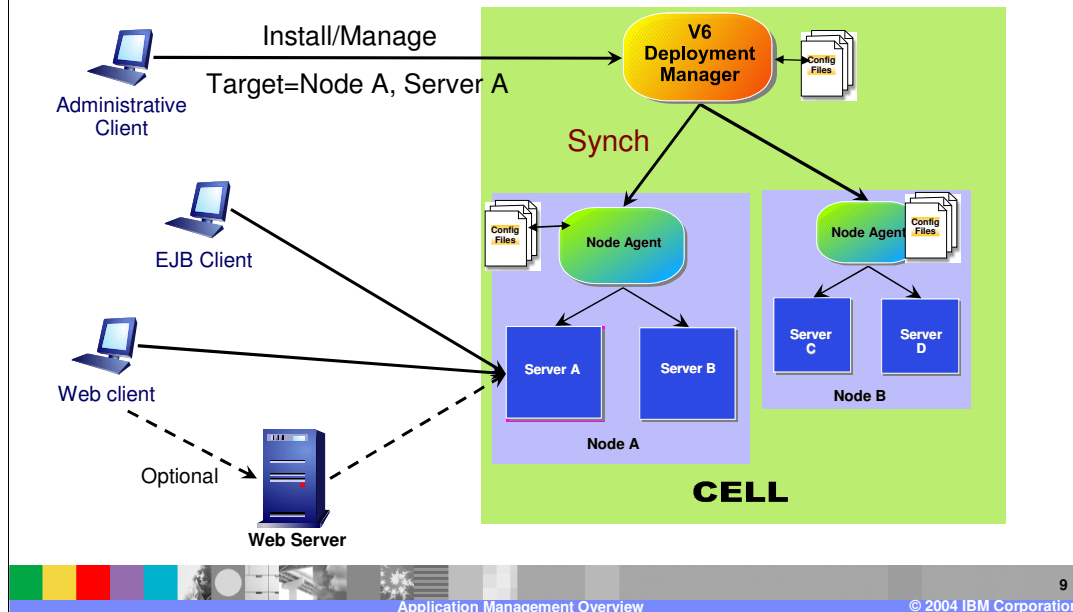 Install/Manage
Target=Node A, Server A
Administrative
Client
V6
Deployment
Manager
Config
Files
Synch
EJB Client
Config
Files
Node Agent
Node Agent
Config
Files
Server A
Server B
Node A
Server
C
Server
D
Node B
Web client
Optional
Web Server
CELL
9
Application Management Overview
© 2004 IBM Corporation